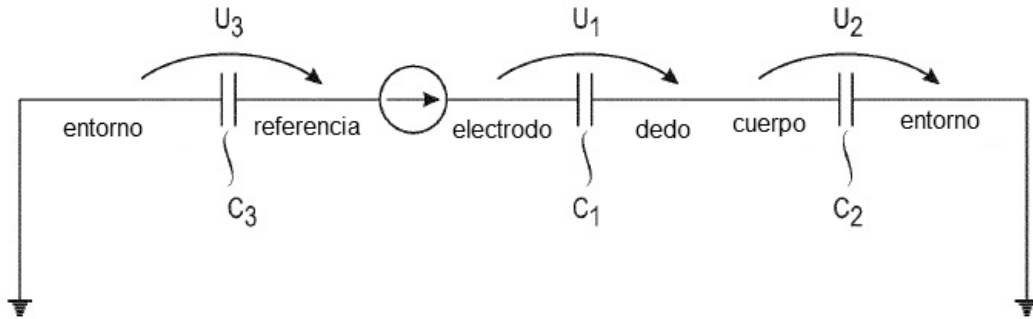 U3 U1 U2
entorno referencia electrodo dedo cuerpo entorno
C3 C1 C2